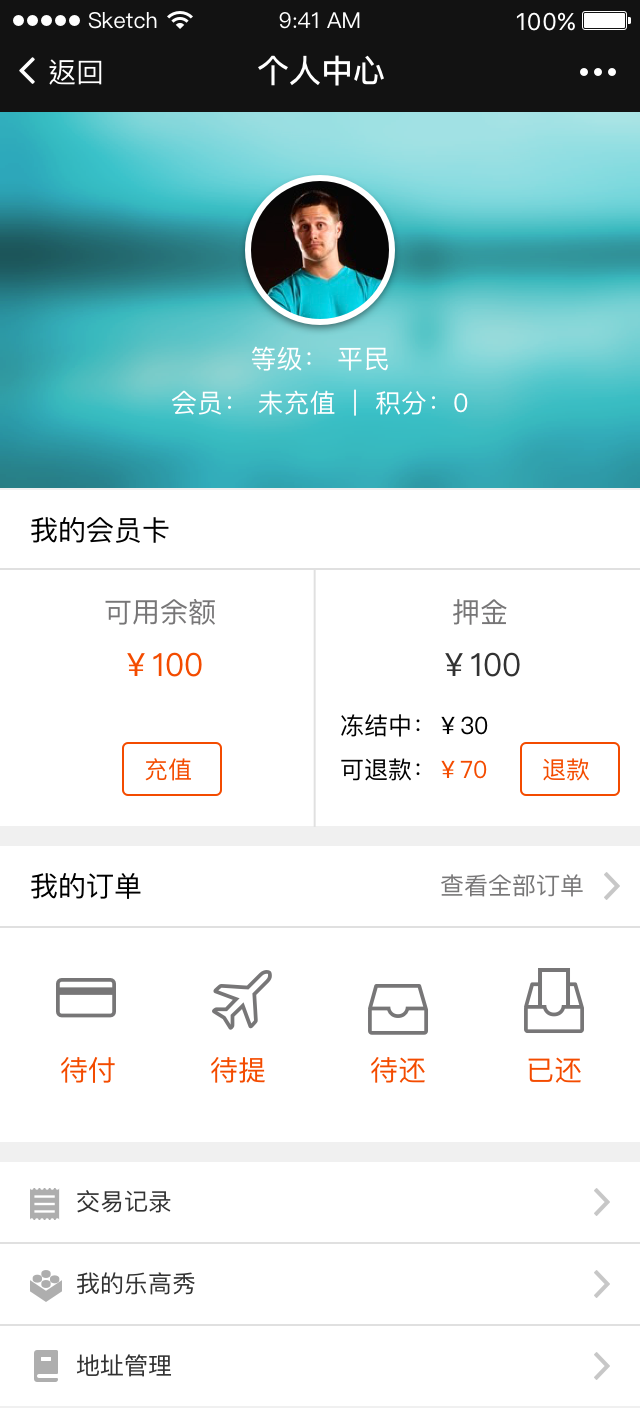 Sketch 9:41 AM 100%
返回 个人中心
等级： 平民
会员： 未充值 | 积分：0
我的会员卡
可用余额 押金
¥ 100 ¥ 100
冻结中： ¥ 30
充值 可退款： ¥ 70 退款
我的订单 查看全部订单
待付 待提 待还 已还
交易记录
我的乐高秀
地址管理